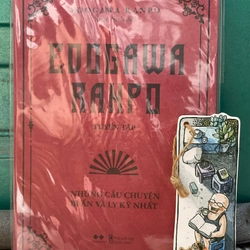 EDOGAWA RANPO
EDOGAWA
RANPO
TUYỂN TẬP
NHỮNG CÂU CHUYỆN
BÍ ẨN VÀ LY KỲ NHẤT